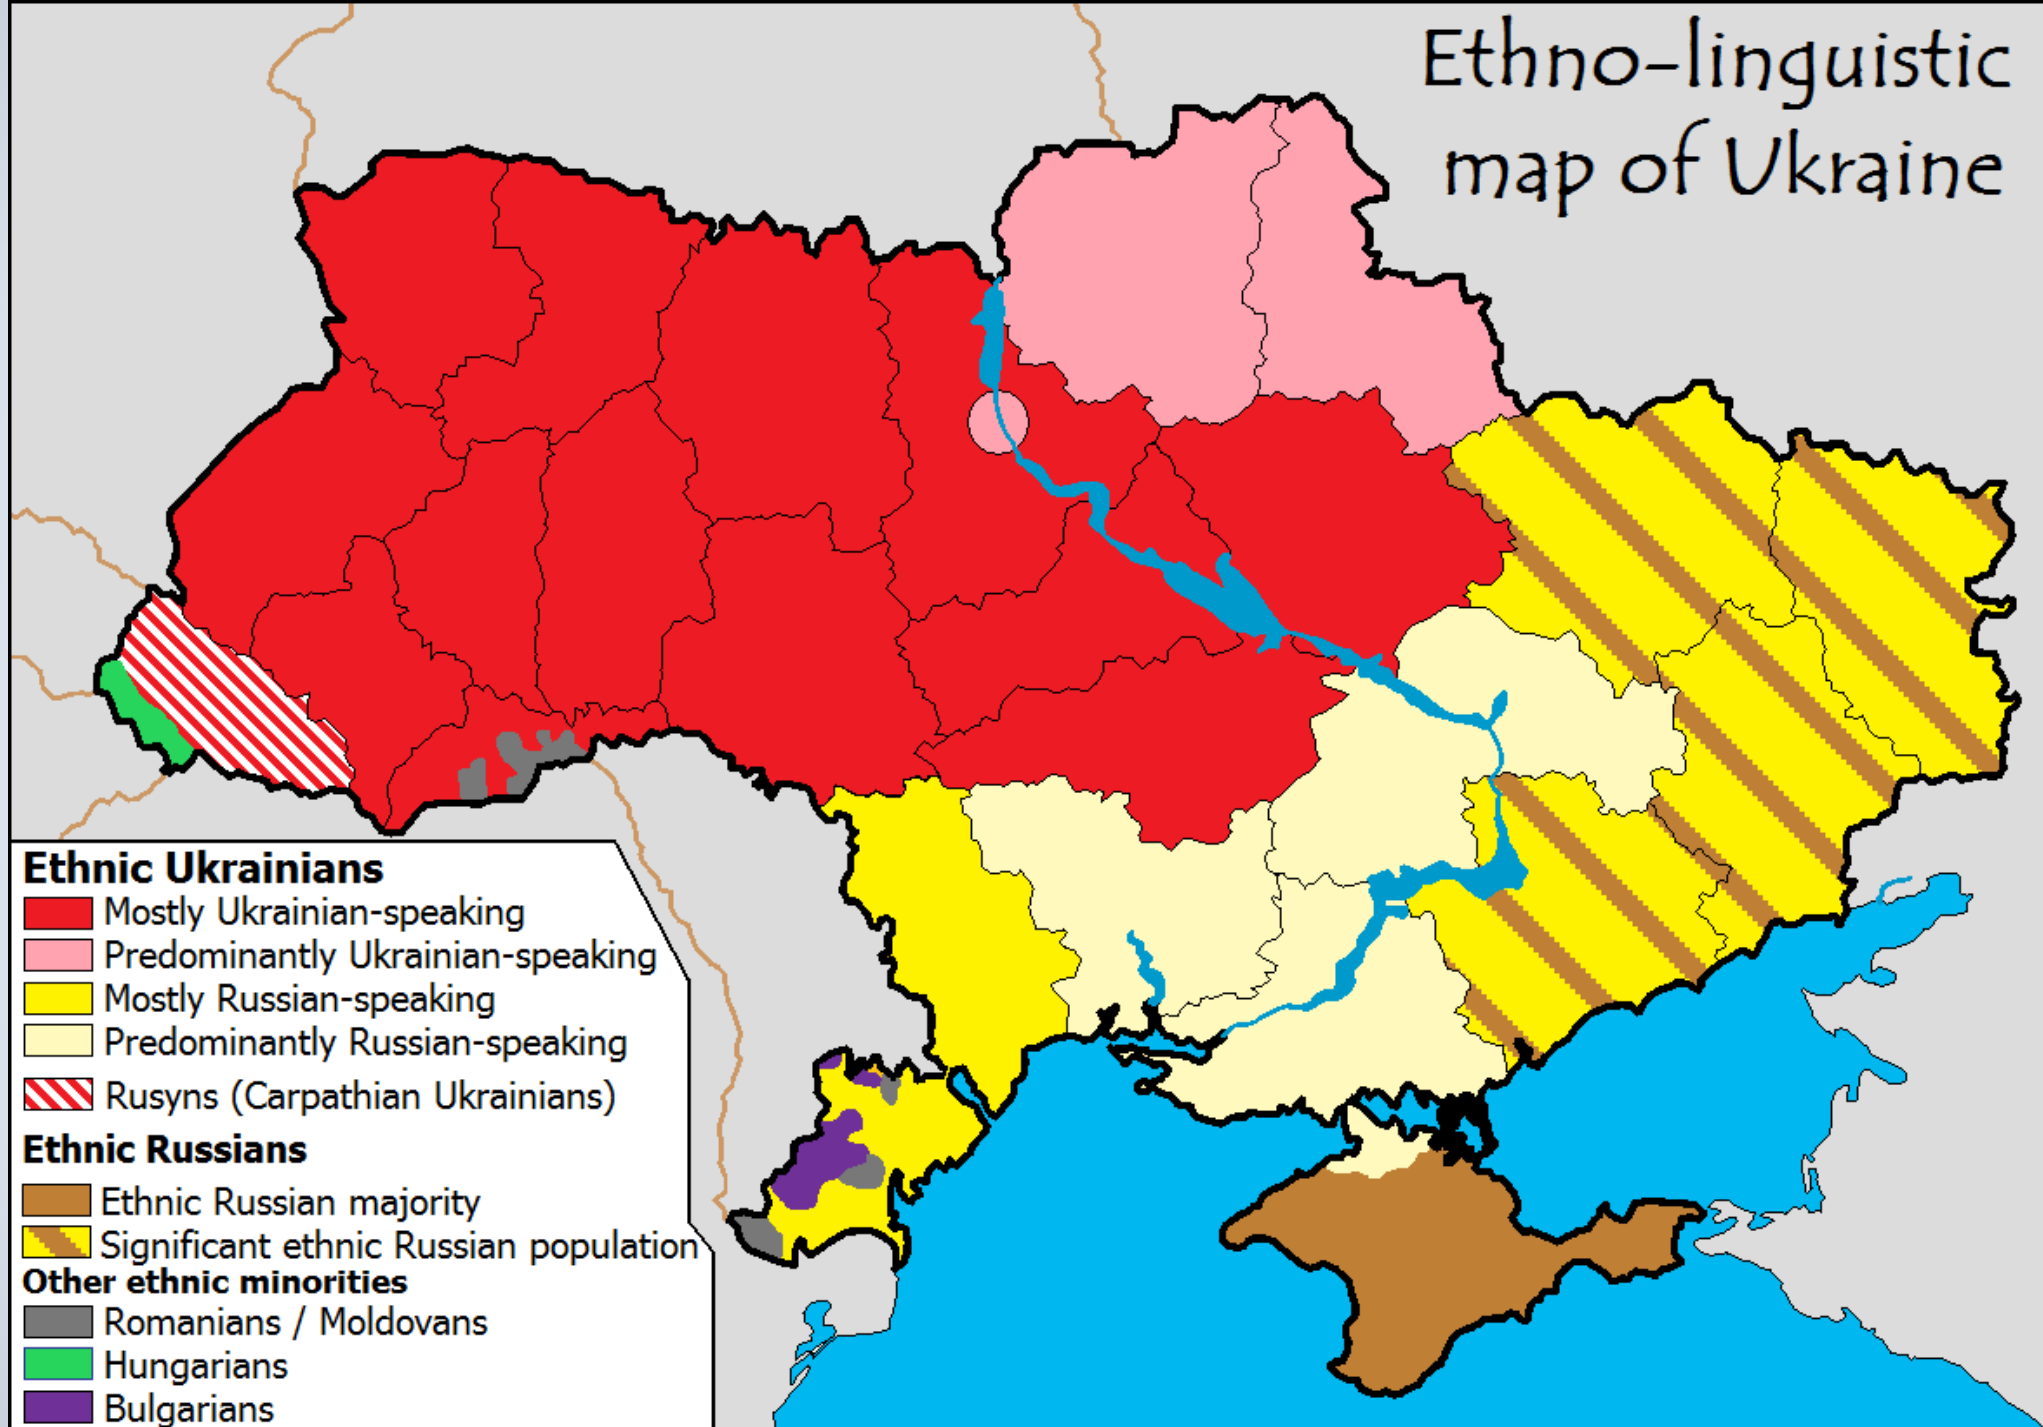 Ethno-linguistic
map of Ukraine
Ethnic Ukrainians
Mostly Ukrainian-speaking
Predominantly Ukrainian-speaking
Mostly Russian-speaking
Predominantly Russian-speaking
Rusyns (Carpathian Ukrainians)
Ethnic Russians
Ethnic Russian majority
Significant ethnic Russian population
Other ethnic minorities
Romanians / Moldovans
Hungarians
Bulgarians